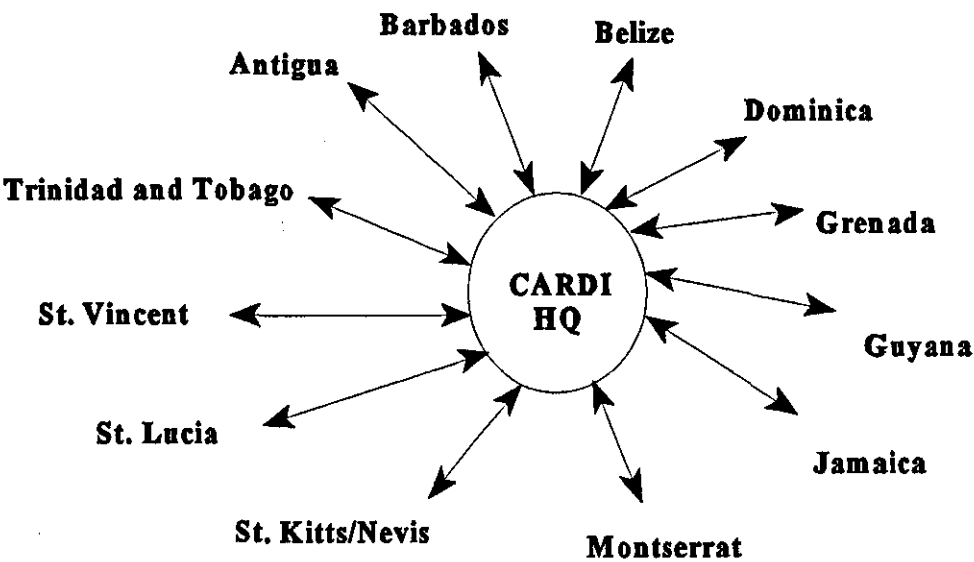 Barbados
Belize
Antigua
Dominica
Trinidad and Tobago
Grenada
CARDI
HQ
St. Vincent
Guyana
St. Lucia
Jamaica
St. Kitts/Nevis
Montserrat